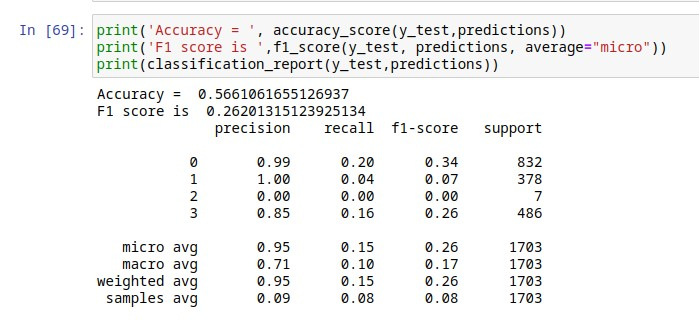 In [69]: print('Accuracy = ', accuracy_score(y_test,predictions))
print('F1 score is ',f1_score(y_test, predictions, average="micro"))
print(classification_report(y_test,predictions))
Accuracy =  0.5661061655126937
F1 score is  0.26201315123925134
precision recall f1-score support
0 0.99 0.20 0.34 832
1 1.00 0.04 0.07 378
2 0.00 0.00 0.00 7
3 0.85 0.16 0.26 486
micro avg 0.95 0.15 0.26 1703
macro avg 0.71 0.10 0.17 1703
weighted avg 0.95 0.15 0.26 1703
samples avg 0.09 0.08 0.08 1703